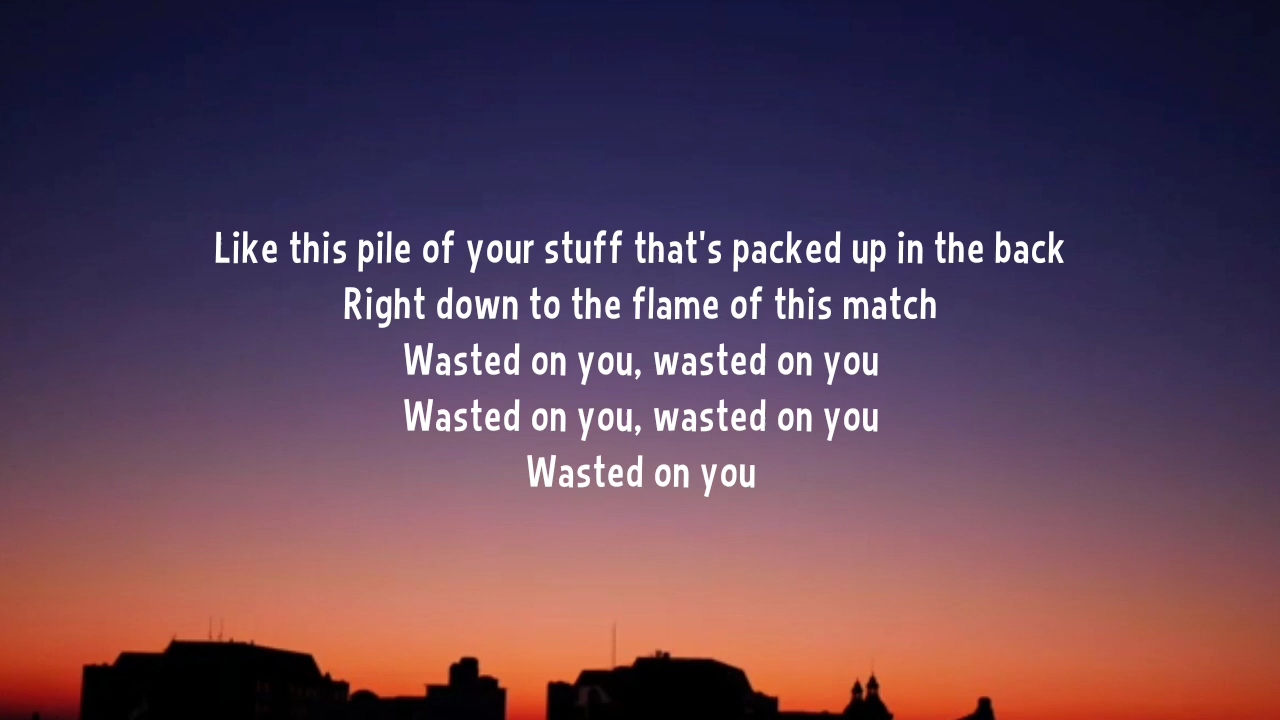 Like this pile of your stuff that's packed up in the back
Right down to the flame of this match
Wasted on you, wasted on you
Wasted on you, wasted on you
Wasted on you